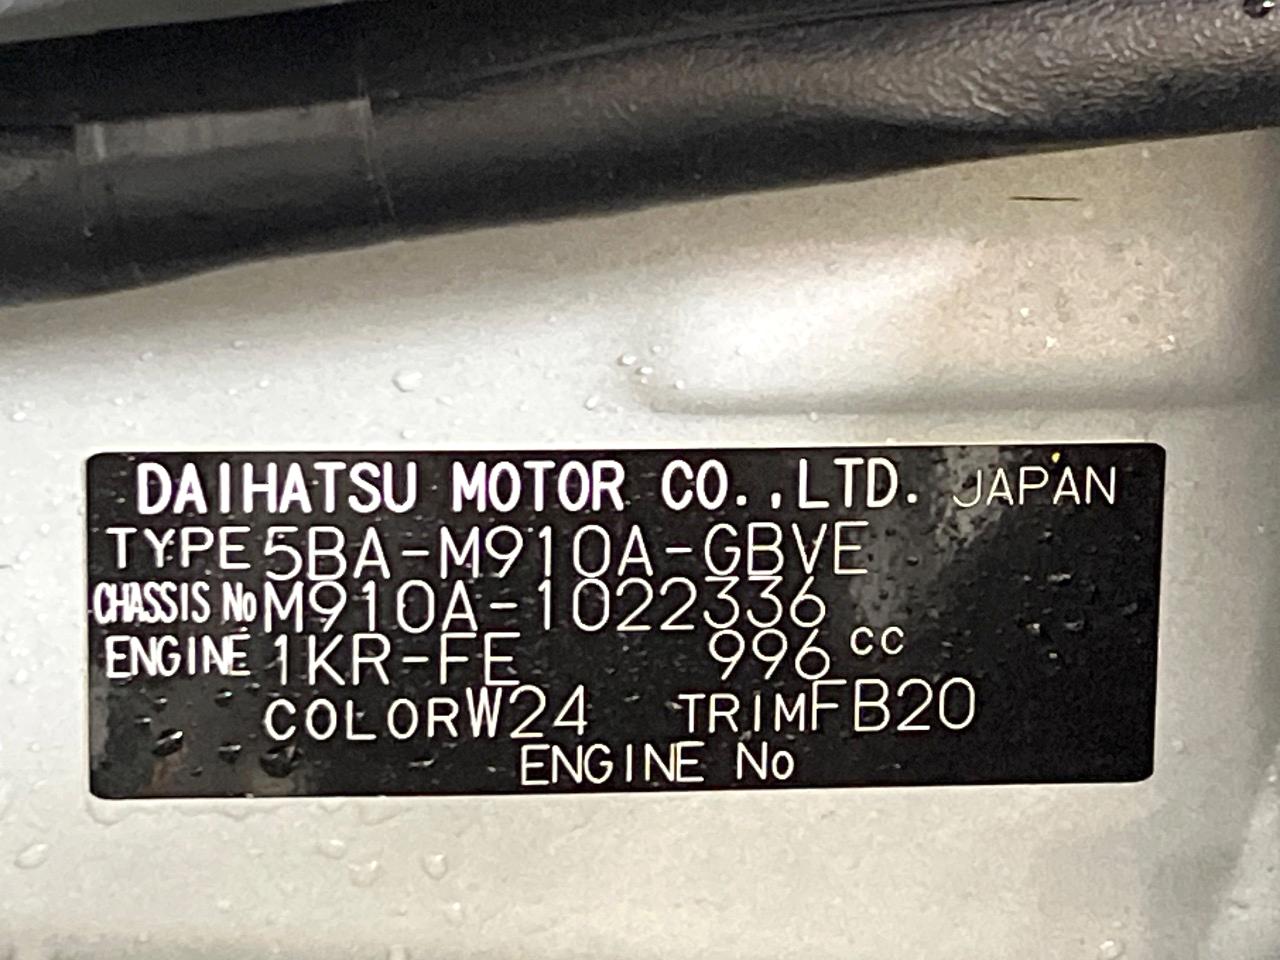 DAIHATSU MOTOR CO.,LTD. JAPAN
TYPE 5BA-M910A-GBVE
CHASSIS No M910A-1022336
ENGINE 1KR-FE 996 cc
COLOR W24 TRIM FB20
ENGINE No